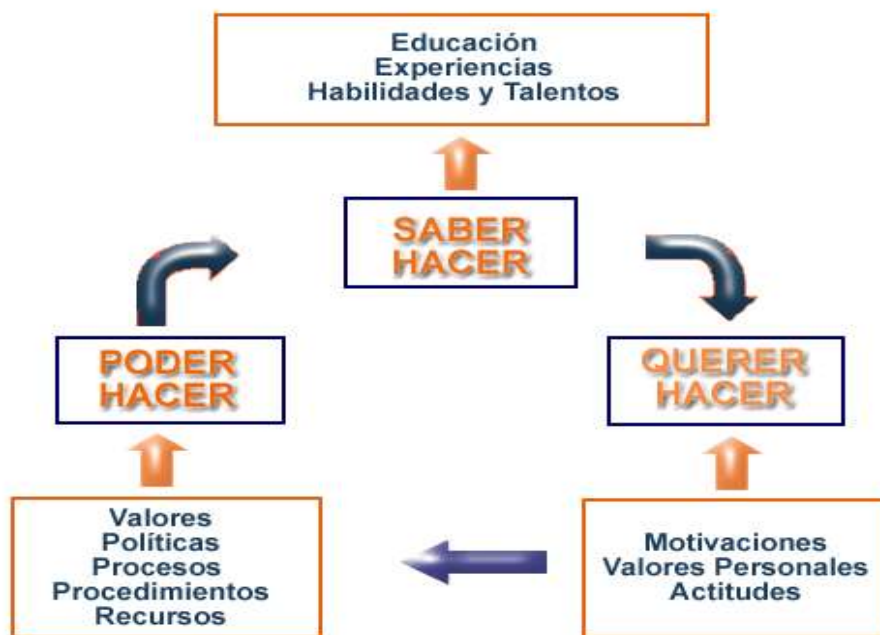 Educación
Experiencias
Habilidades y Talentos
SABER
HACER
PODER
HACER
QUERER
HACER
Valores
Políticas
Procesos
Procedimientos
Recursos
Motivaciones
Valores Personales
Actitudes